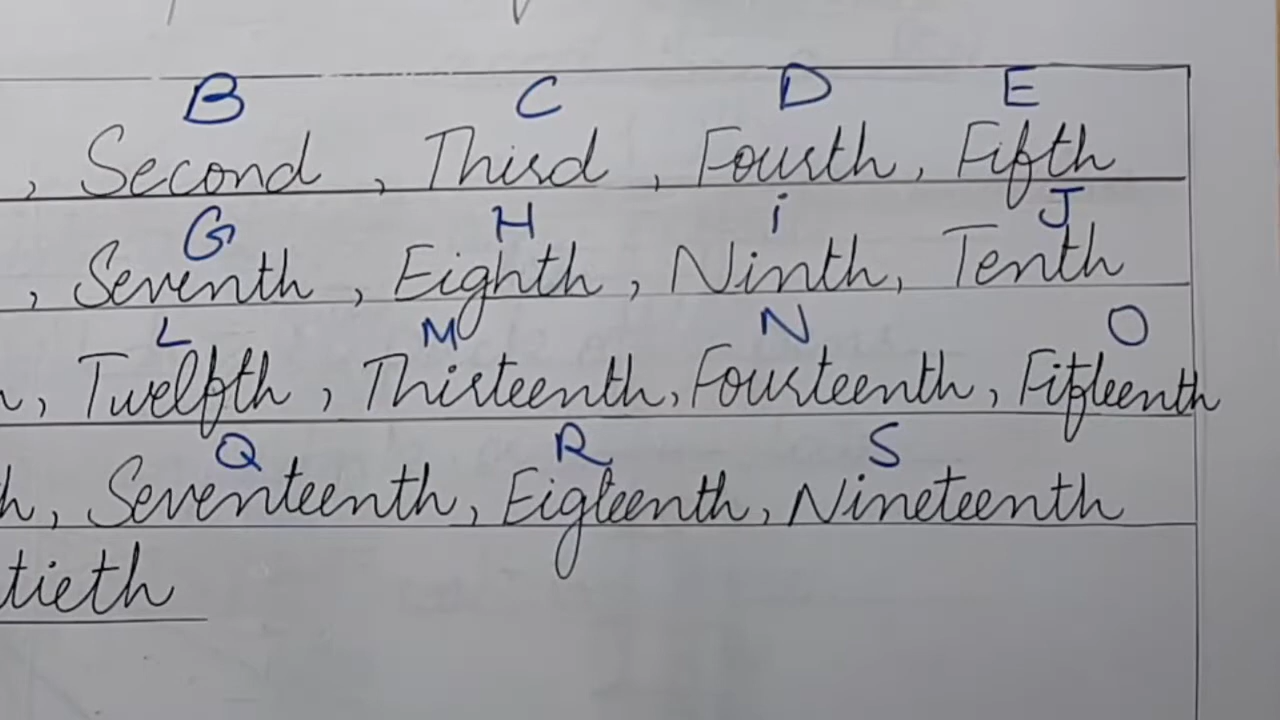 B C D E
, Second , Third , Fourth , Fifth
G H i J
, Seventh , Eighth , Ninth , Tenth
L M N O
h, Twelfth , Thirteenth, Fourteenth, Fifteenth
Q R S
h, Seventeenth, Eigteenth, Nineteenth
tieth